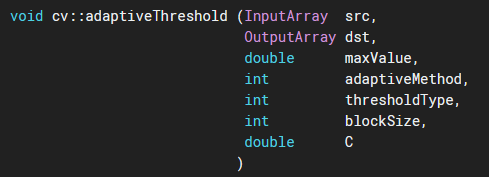 void cv::adaptiveThreshold (InputArray src,
OutputArray dst,
double maxValue,
int adaptiveMethod,
int thresholdType,
int blockSize,
double C
)